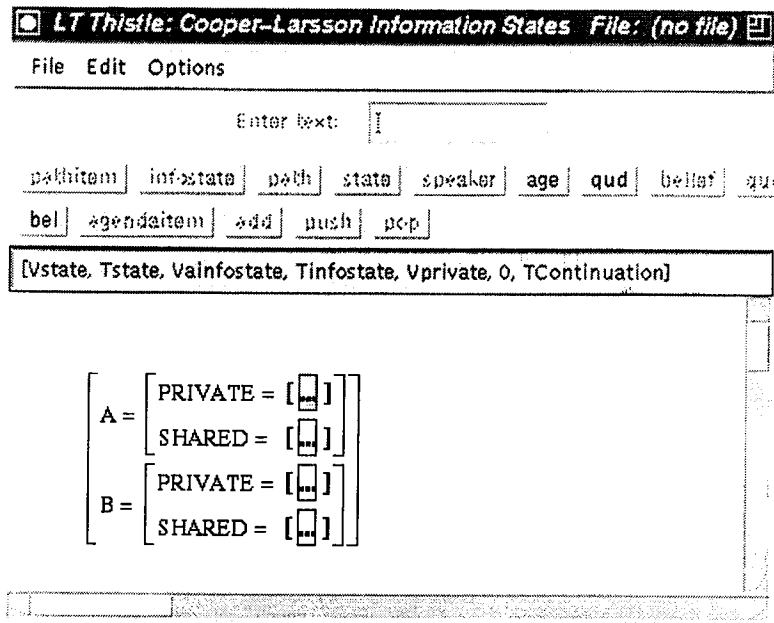 LT Thistle: Cooper-Larsson Information States File: (no file)
File Edit Options
Enter text:
pathitem infostate path state speaker age qud belief qu
bel agendaitem add push pop
[Vstate, Tstate, Vainfostate, Tinfostate, Vprivate, 0, TContinuation]
PRIVATE = [...]
A =
SHARED = [...]
PRIVATE = [...]
B =
SHARED = [...]